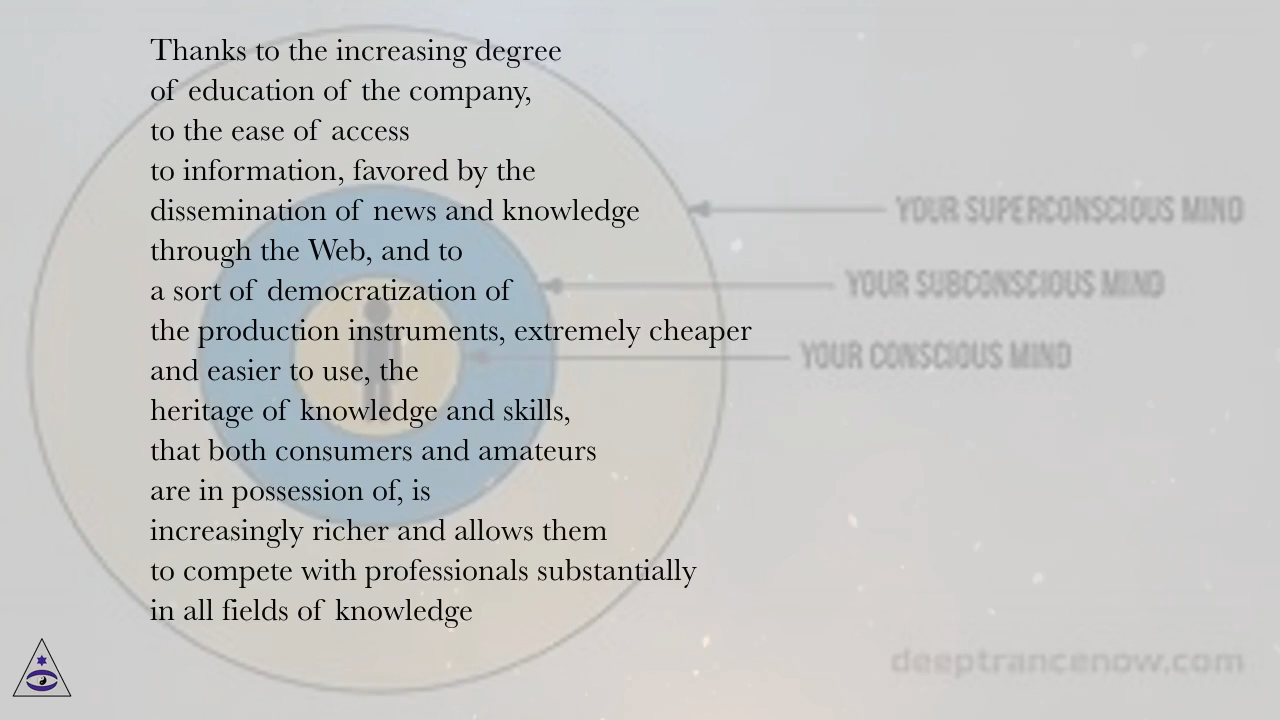 Thanks to the increasing degree
of education of the company,
to the ease of access
to information, favored by the
dissemination of news and knowledge
through the Web, and to
a sort of democratization of
the production instruments, extremely cheaper
and easier to use, the
heritage of knowledge and skills,
that both consumers and amateurs
are in possession of, is
increasingly richer and allows them
to compete with professionals substantially
in all fields of knowledge
YOUR SUPERCONSCIOUS MIND
YOUR SUBCONSCIOUS MIND
YOUR CONSCIOUS MIND
deeptrancenow.com